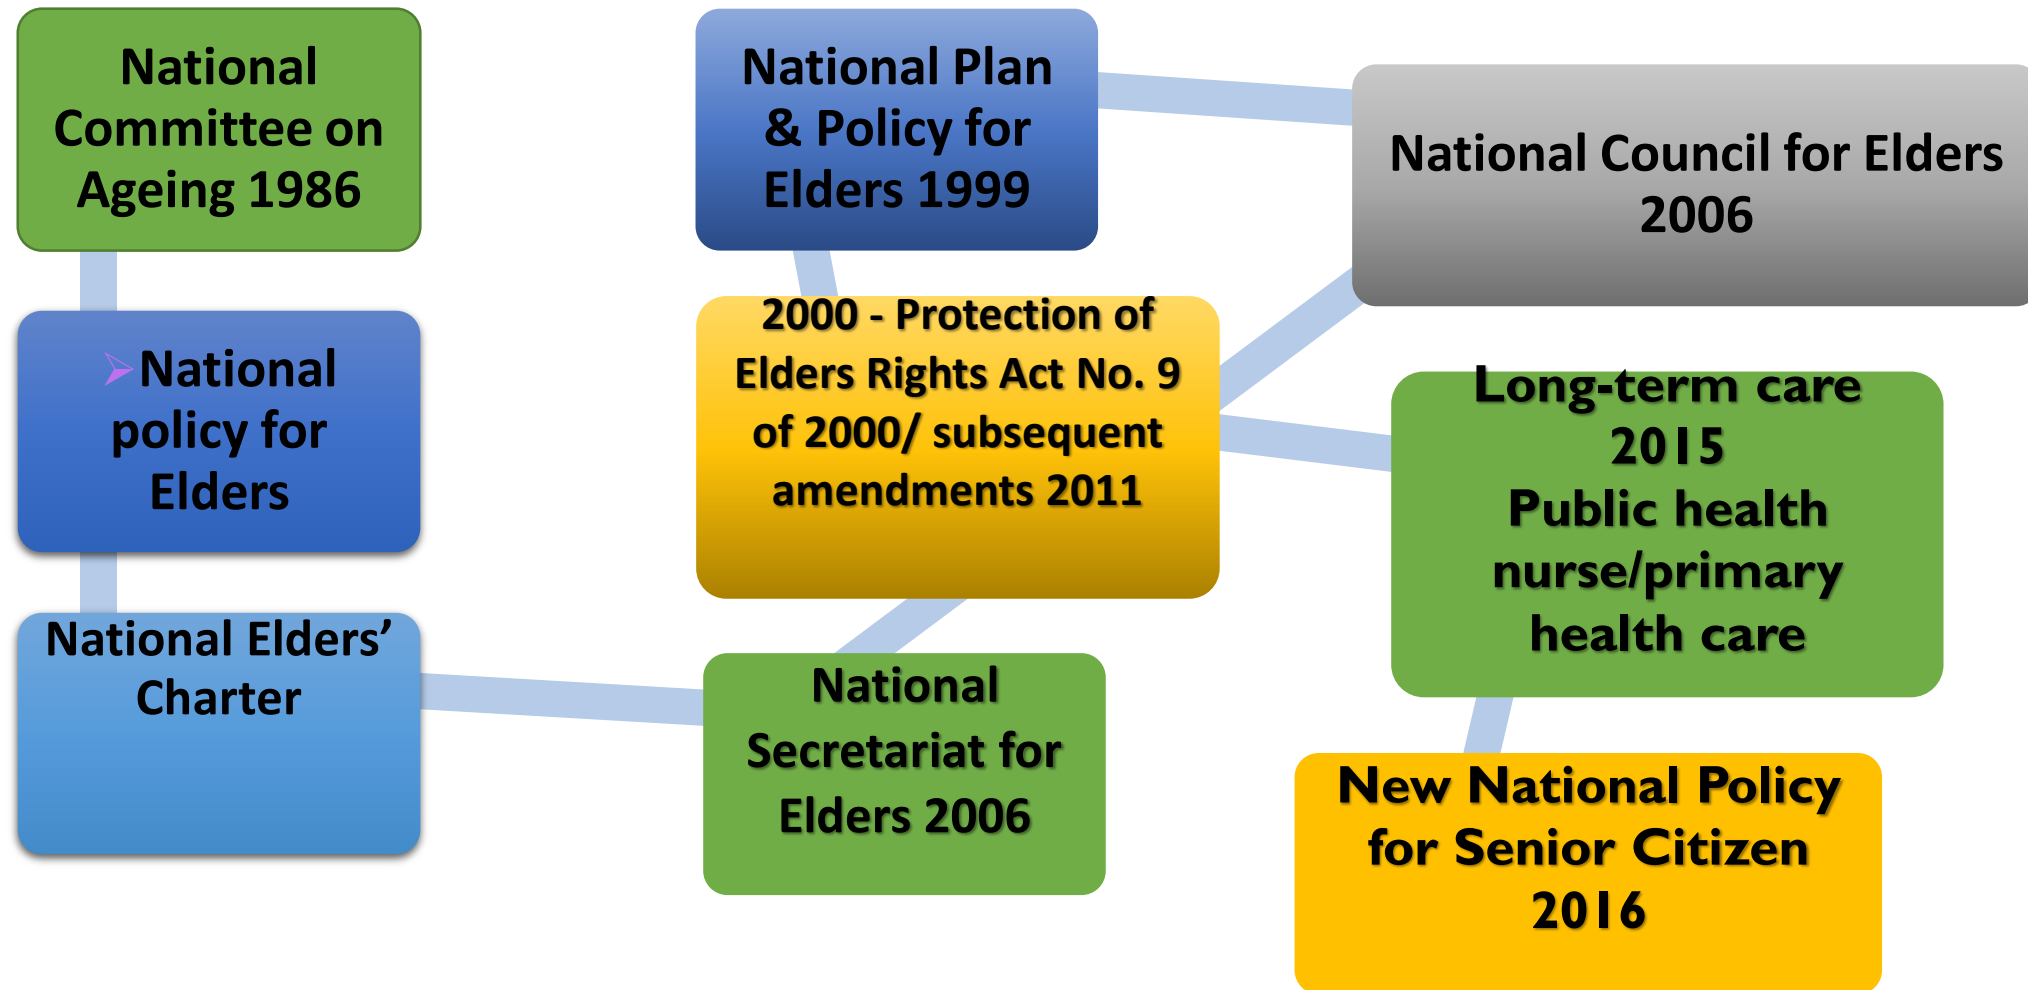 National
Committee on
Ageing 1986
National
policy for
Elders
National Elders’
Charter
National Plan
& Policy for
Elders 1999
2000 - Protection of
Elders Rights Act No. 9
of 2000/ subsequent
amendments 2011
National
Secretariat for
Elders 2006
National Council for Elders
2006
Long-term care
2015
Public health
nurse/primary
health care
New National Policy
for Senior Citizen
2016